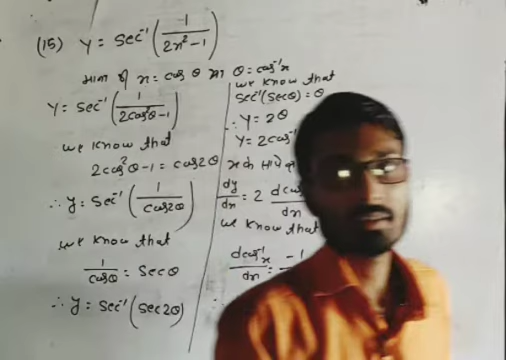 (15) y = sec⁻¹(1/(2x²-1))
माना कि x = cos θ या θ = cos⁻¹x
y = sec⁻¹(1/(2cos²θ-1))
we know that
2cos²θ-1 = cos2θ
∴ y = sec⁻¹(1/cos2θ)
we know that
1/cosθ = secθ
∴ y = sec⁻¹(sec2θ)
we know that
sec⁻¹(secθ) = θ
∴ y = 2θ
y = 2cos⁻¹
dy/dx = 2 dcos/dx
we know that
dcos⁻¹x/dx = -1
∴